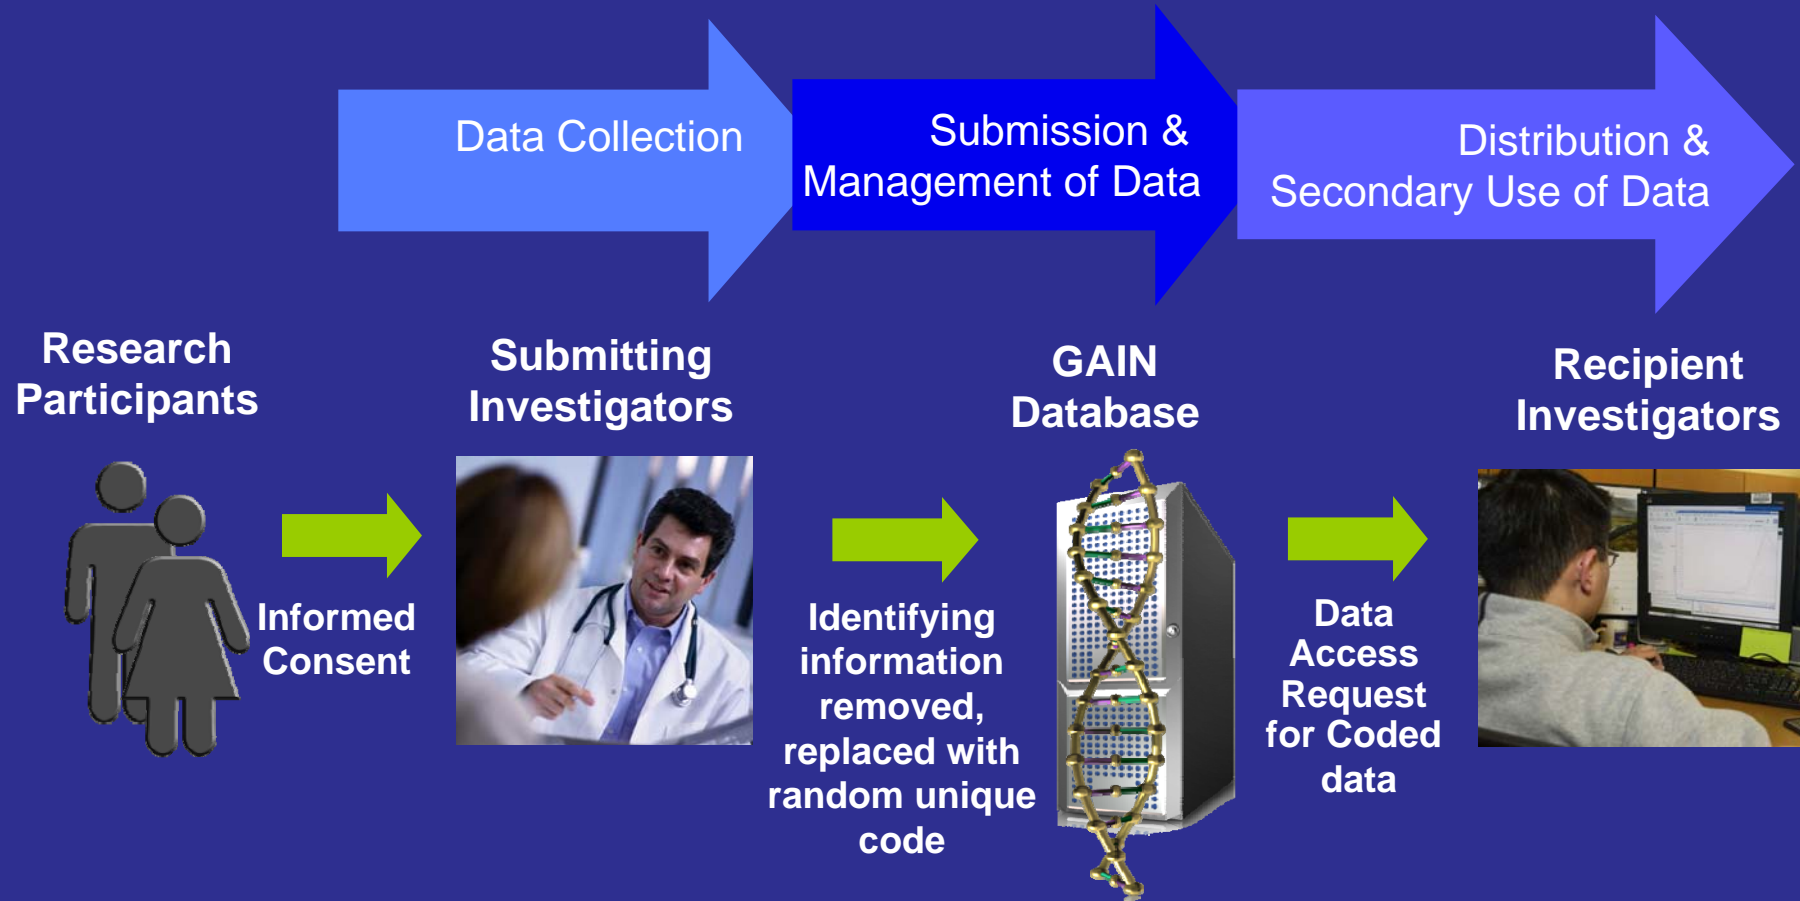 Data Collection
Submission &
Management of Data
Distribution &
Secondary Use of Data
Research
Participants
Submitting
Investigators
GAIN
Database
Recipient
Investigators
Informed
Consent
Identifying
information
removed,
replaced with
random unique
code
Data
Access
Request
for Coded
data